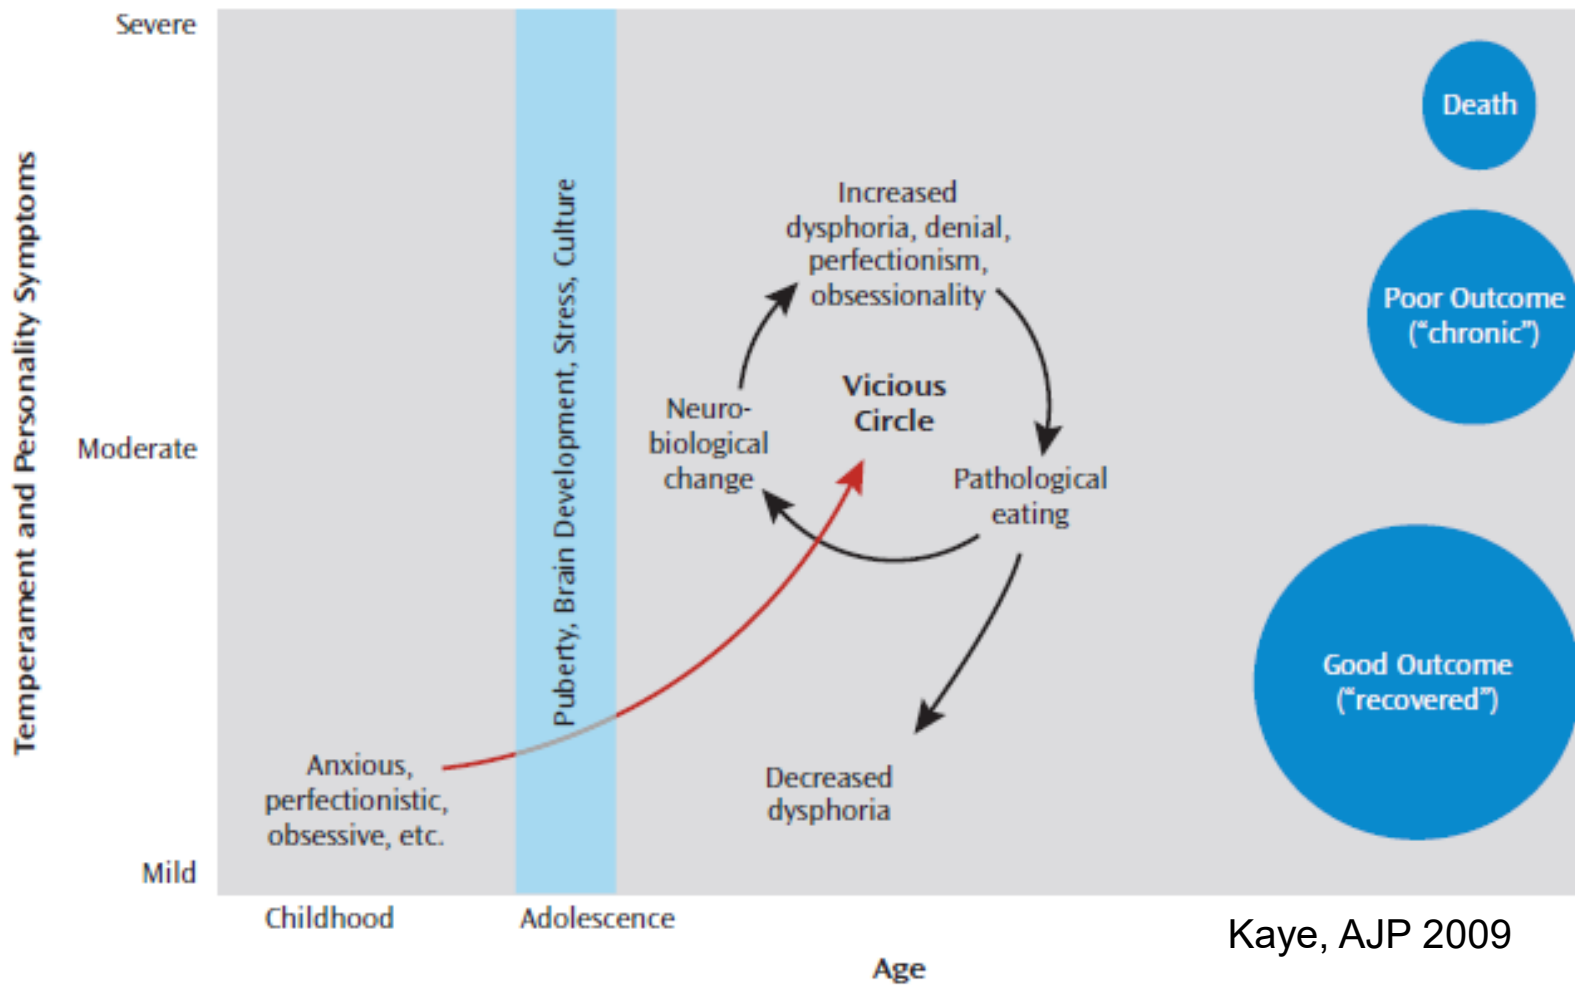 Temperament and Personality Symptoms
Severe
Moderate
Mild
Puberty, Brain Development, Stress, Culture
Anxious,
perfectionistic,
obsessive, etc.
Increased
dysphoria, denial,
perfectionism,
obsessionality
Vicious
Circle
Neuro-
biological
change
Pathological
eating
Decreased
dysphoria
Death
Poor Outcome
(“chronic”)
Good Outcome
(“recovered”)
Childhood
Adolescence
Age
Kaye, AJP 2009